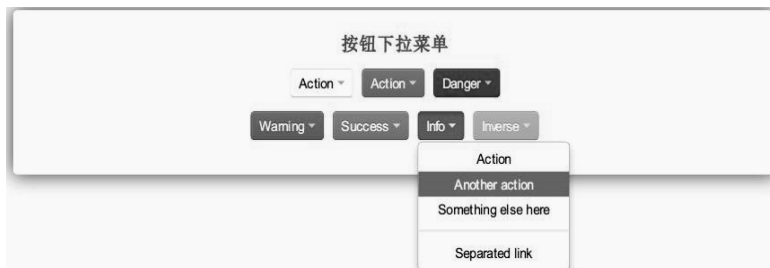 按钮下拉菜单
Action Action Danger
Warning Success Info Inverse
Action
Another action
Something else here
Separated link